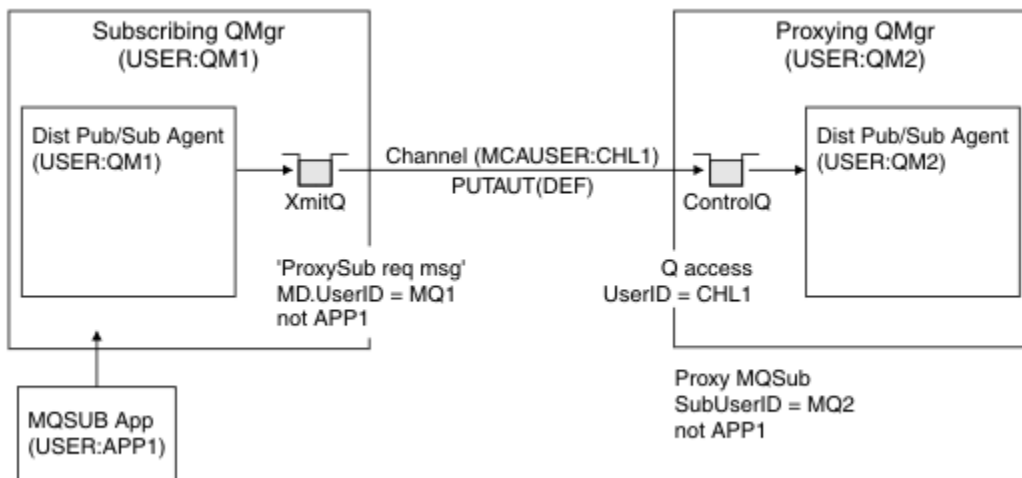 Subscribing QMgr
(USER:QM1)
Dist Pub/Sub Agent
(USER:QM1)
XmitQ
'ProxySub req msg'
MD.UserID = MQ1
not APP1
MQSUB App
(USER:APP1)
Channel (MCAUSER:CHL1)
PUTAUT(DEF)
Proxying QMgr
(USER:QM2)
ControlQ
Dist Pub/Sub Agent
(USER:QM2)
Q access
UserID = CHL1
Proxy MQSub
SubUserID = MQ2
not APP1